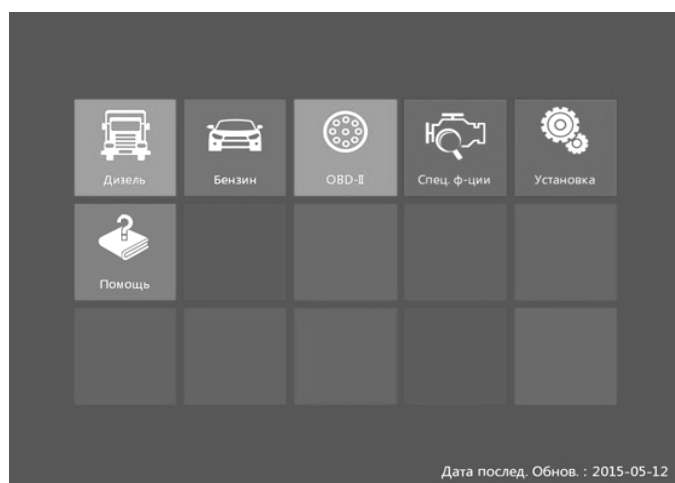 Дизель
Бензин
OBD-II
Спец. ф-ции
Установка
Помощь
Дата послед. Обнов. : 2015-05-12